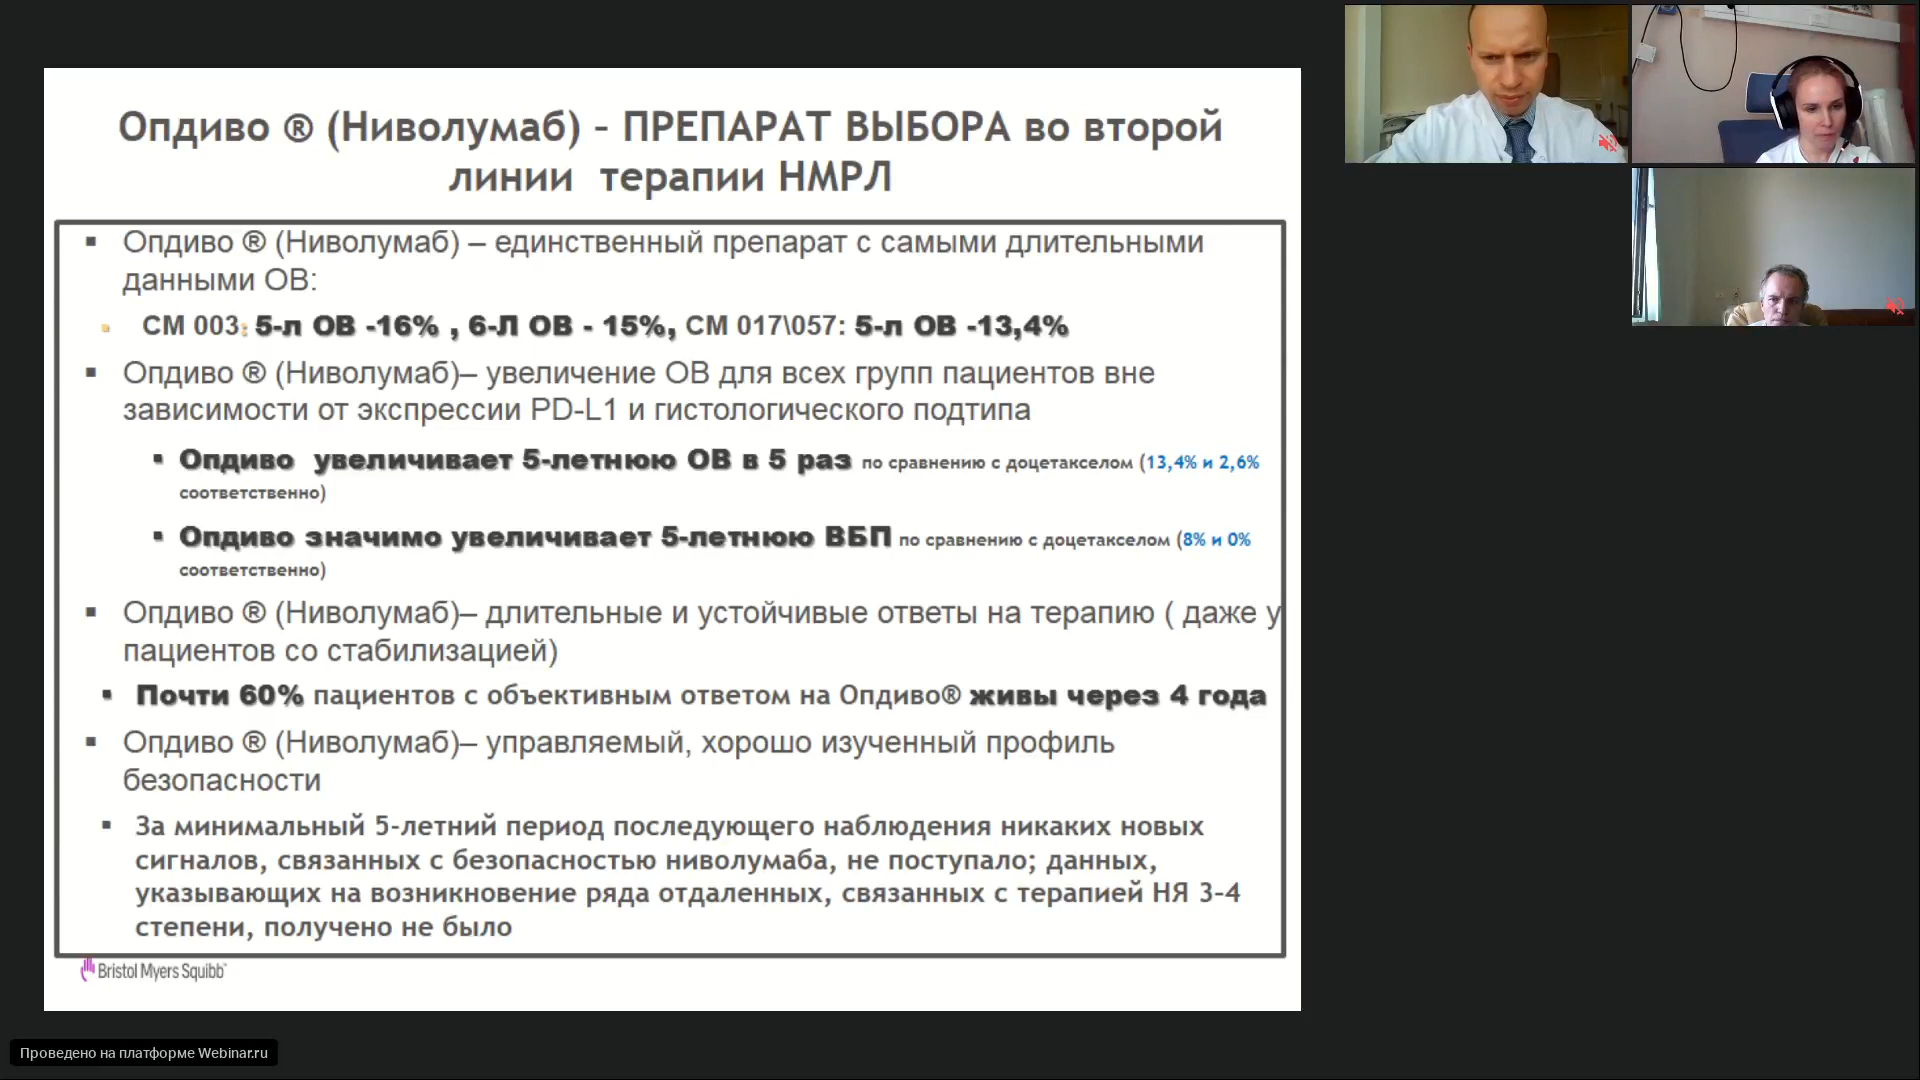 Опдиво ® (Ниволумаб) – ПРЕПАРАТ ВЫБОРА во второй
линии терапии НМРЛ
▪ Опдиво ® (Ниволумаб) – единственный препарат с самыми длительными
данными ОВ:
▪ СМ 003: 5-л ОВ -16% , 6-Л ОВ - 15%, СМ 017\057: 5-л ОВ -13,4%
▪ Опдиво ® (Ниволумаб)– увеличение ОВ для всех групп пациентов вне
зависимости от экспрессии PD-L1 и гистологического подтипа
▪ Опдиво увеличивает 5-летнюю ОВ в 5 раз по сравнению с доцетакселом (13,4% и 2,6%
соответственно)
▪ Опдиво значимо увеличивает 5-летнюю ВБП по сравнению с доцетакселом (8% и 0%
соответственно)
▪ Опдиво ® (Ниволумаб)– длительные и устойчивые ответы на терапию ( даже у
пациентов со стабилизацией)
▪ Почти 60% пациентов с объективным ответом на Опдиво® живы через 4 года
▪ Опдиво ® (Ниволумаб)– управляемый, хорошо изученный профиль
безопасности
▪ За минимальный 5-летний период последующего наблюдения никаких новых
сигналов, связанных с безопасностью ниволумаба, не поступало; данных,
указывающих на возникновение ряда отдаленных, связанных с терапией НЯ 3-4
степени, получено не было
Bristol Myers Squibb™
Проведено на платформе Webinar.ru